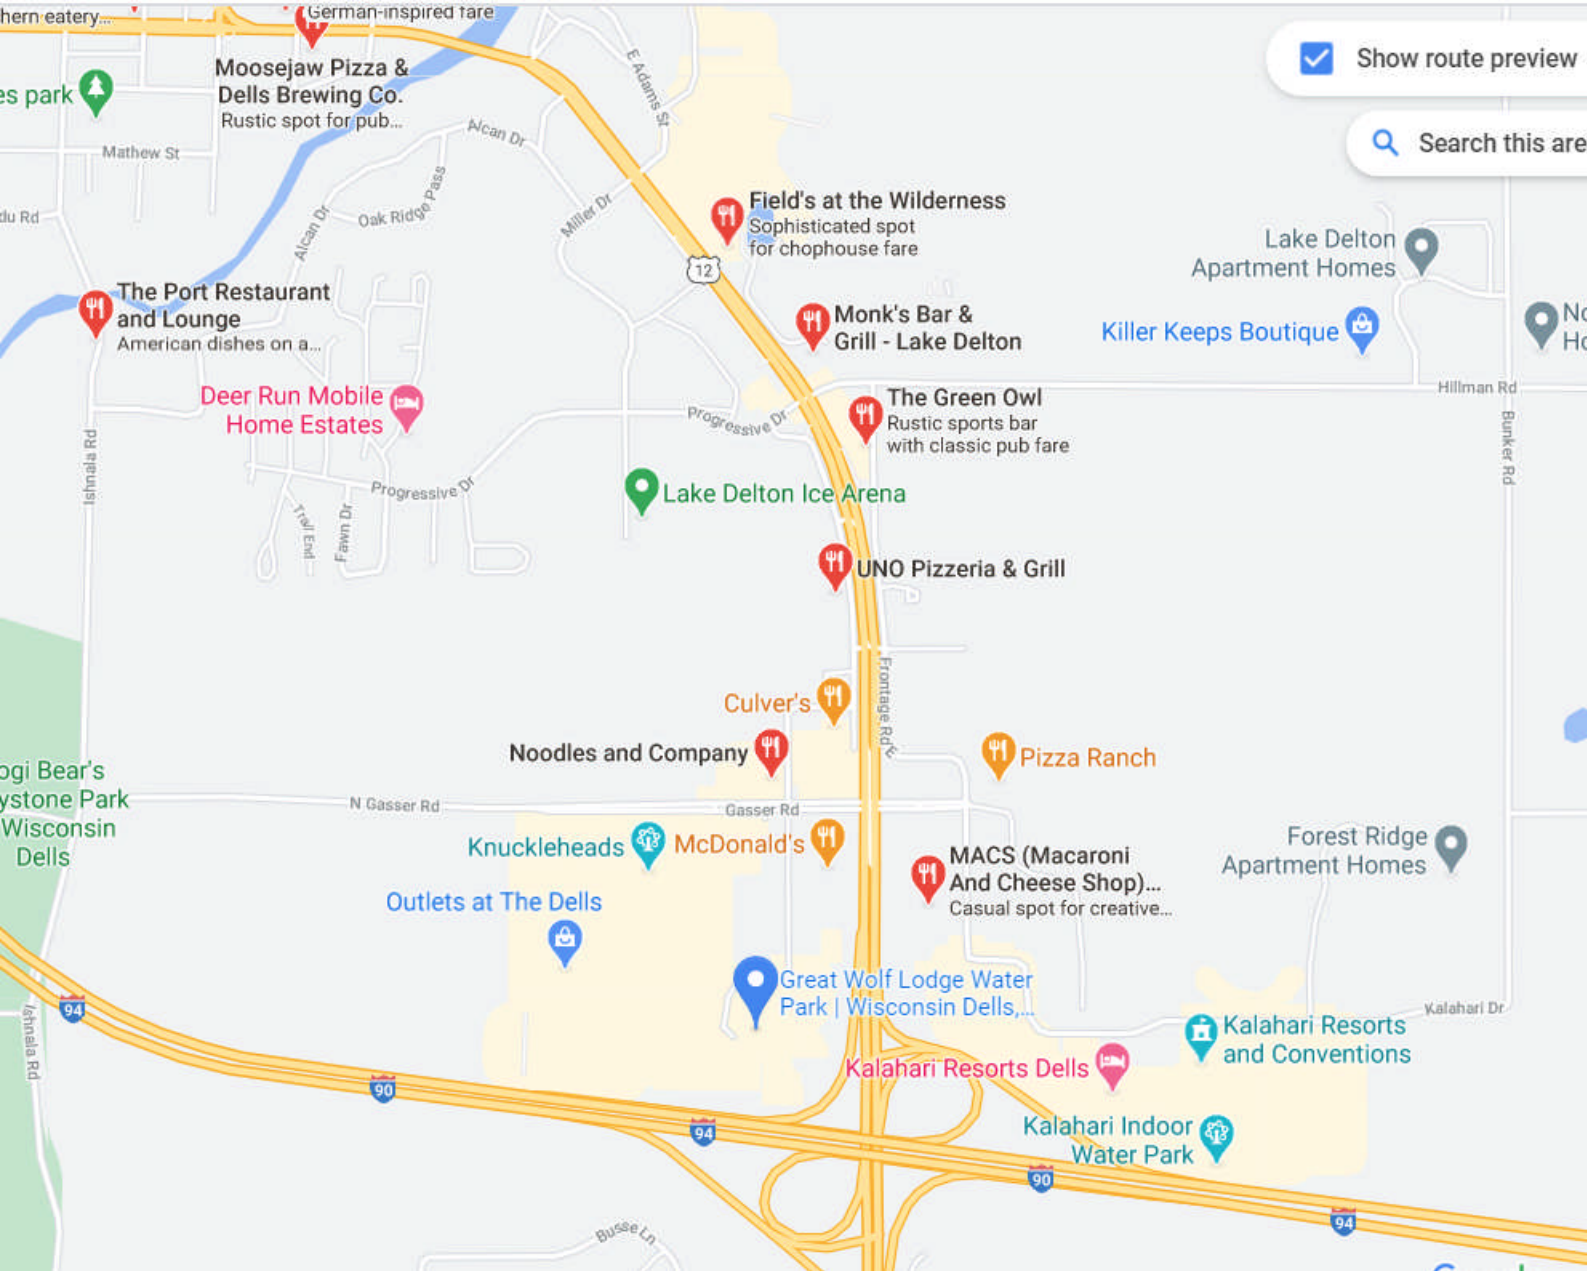 hern eatery...
German-inspired fare
Moosejaw Pizza &
Dells Brewing Co.
Rustic spot for pub...
es park
Mathew St
du Rd
Alcan Dr
Oak Ridge Pass
Alcan Dr
E Adams St
Miller Dr
12
Show route preview
Search this are
Field's at the Wilderness
Sophisticated spot
for chophouse fare
Lake Delton
Apartment Homes
The Port Restaurant
and Lounge
American dishes on a...
Monk's Bar &
Grill - Lake Delton
Killer Keeps Boutique
No
Ho
Deer Run Mobile
Home Estates
Progressive Dr
The Green Owl
Rustic sports bar
with classic pub fare
Hillman Rd
Bunker Rd
Ishnala Rd
Progressive Dr
Trail End
Fawn Dr
Lake Delton Ice Arena
UNO Pizzeria & Grill
Frontage Rd E
Culver's
Noodles and Company
Pizza Ranch
ogi Bear's
ystone Park
Wisconsin
Dells
N Gasser Rd
Gasser Rd
Knuckleheads
McDonald's
MACS (Macaroni
And Cheese Shop)...
Casual spot for creative...
Forest Ridge
Apartment Homes
Outlets at The Dells
Great Wolf Lodge Water
Park | Wisconsin Dells,...
94
Ishnala Rd
Kalahari Dr
Kalahari Resorts
and Conventions
Kalahari Resorts Dells
90
94
Kalahari Indoor
Water Park
90
94
Busse Ln